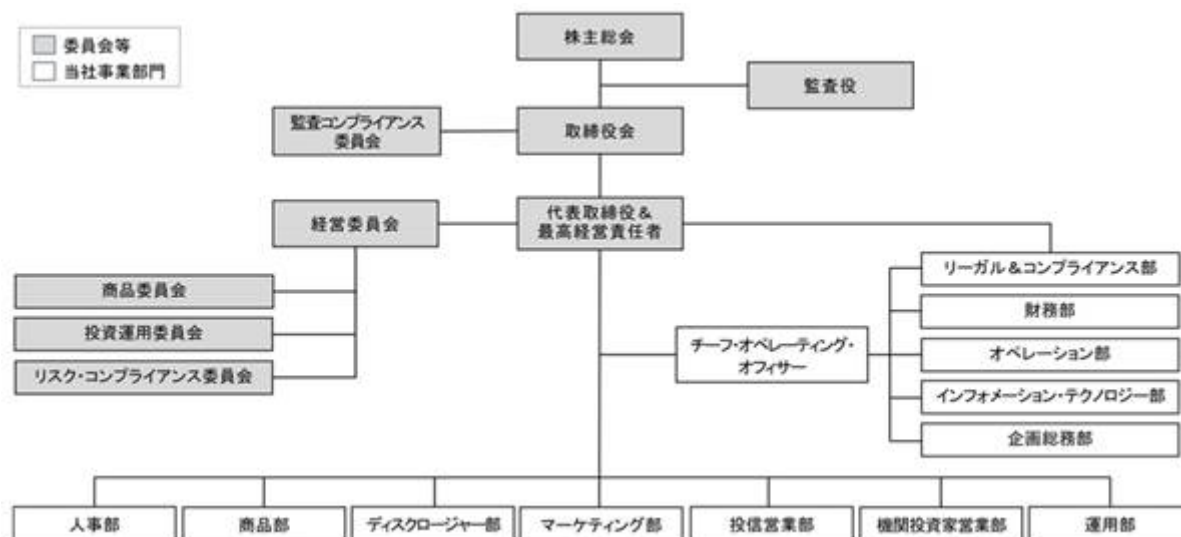 委員会等
当社事業部門
株主総会
監査役
監査コンプライアンス
委員会
取締役会
経営委員会
代表取締役＆
最高経営責任者
商品委員会
投資運用委員会
リスク・コンプライアンス委員会
チーフ・オペレーティング・
オフィサー
リーガル＆コンプライアンス部
財務部
オペレーション部
インフォメーション・テクノロジー部
企画総務部
人事部
商品部
ディスクロージャー部
マーケティング部
投信営業部
機関投資家営業部
運用部